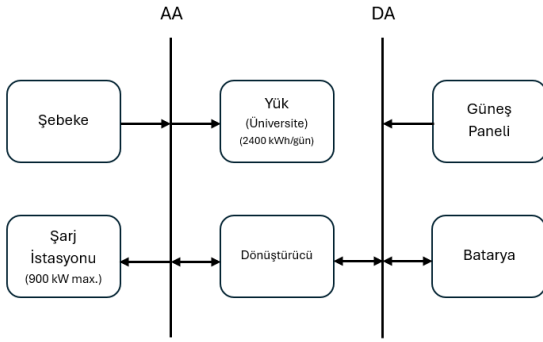 AA
DA
Şebeke
Yük
(Üniversite)
(2400 kWh/gün)
Güneş
Paneli
Şarj
İstasyonu
(900 kW max.)
Dönüştürücü
Batarya